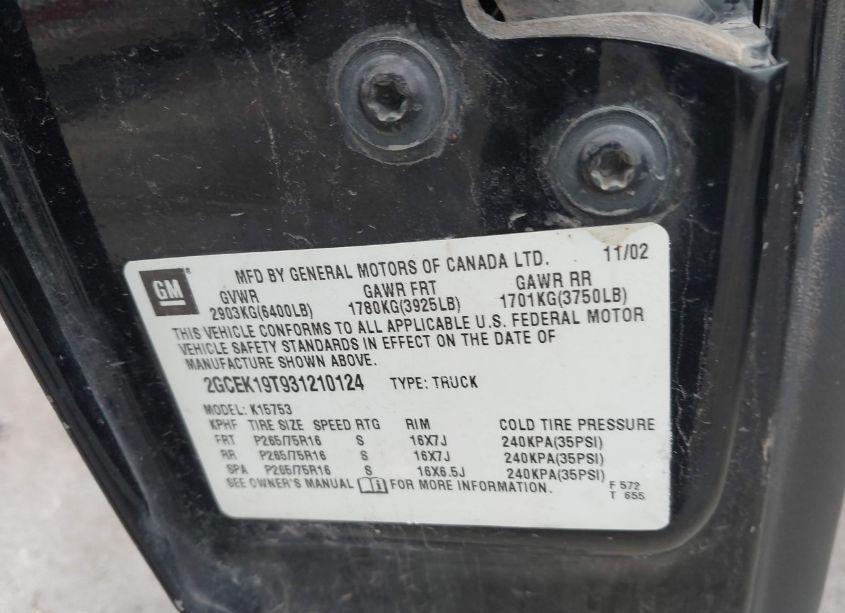 GM
MFD BY GENERAL MOTORS OF CANADA LTD. 11/02
GVWR GAWR FRT GAWR RR
2903KG(6400LB) 1780KG(3925LB) 1701KG(3750LB)
THIS VEHICLE CONFORMS TO ALL APPLICABLE U.S. FEDERAL MOTOR
VEHICLE SAFETY STANDARDS IN EFFECT ON THE DATE OF
MANUFACTURE SHOWN ABOVE.
2GCEK19T931210124 TYPE: TRUCK
MODEL: K15753
KPHF TIRE SIZE SPEED RTG RIM COLD TIRE PRESSURE
FRT P265/75R16 S 16X7J 240KPA(35PSI)
RR P265/75R16 S 16X7J 240KPA(35PSI)
SPA P265/75R16 S 16X6.5J 240KPA(35PSI)
SEE OWNER'S MANUAL FOR MORE INFORMATION.
F 572
T 655